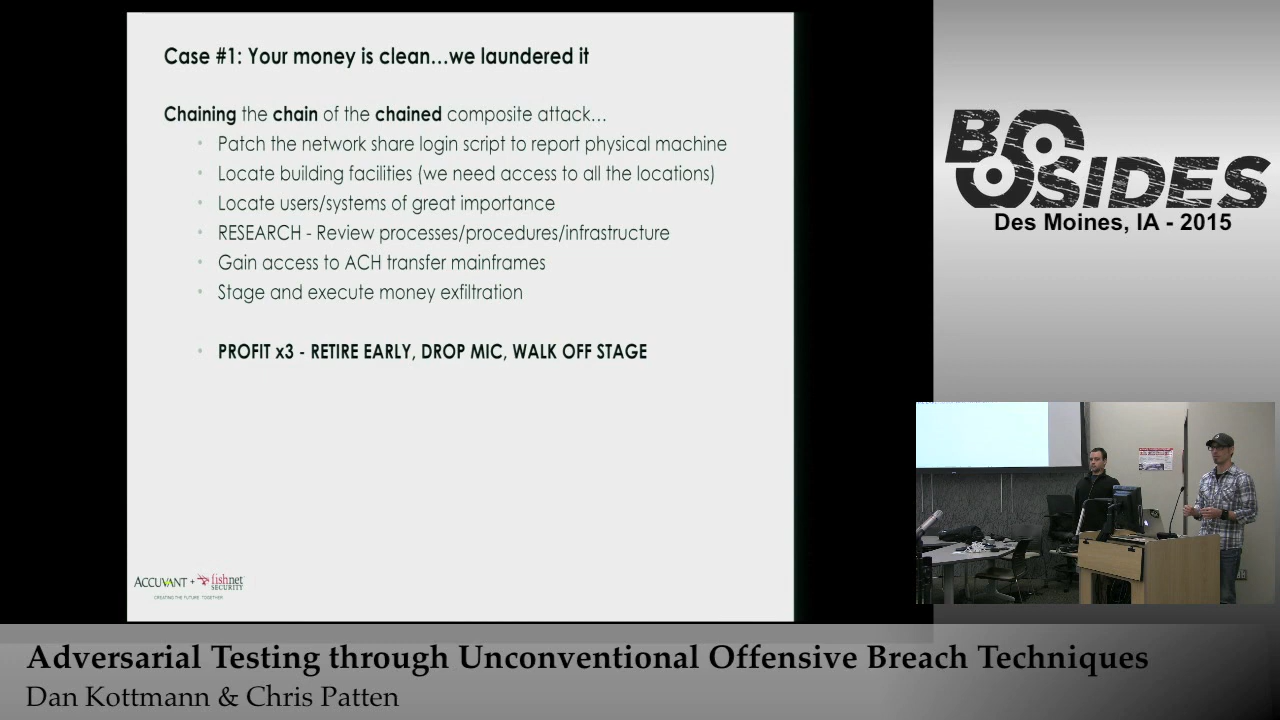 Case #1: Your money is clean…we laundered it
Chaining the chain of the chained composite attack…
• Patch the network share login script to report physical machine
• Locate building facilities (we need access to all the locations)
• Locate users/systems of great importance
• RESEARCH - Review processes/procedures/infrastructure
• Gain access to ACH transfer mainframes
• Stage and execute money exfiltration
• PROFIT x3 - RETIRE EARLY, DROP MIC, WALK OFF STAGE
ACCUVANT + fishnet
SECURITY
CREATING THE FUTURE TOGETHER
BSIDES
Des Moines, IA - 2015
Adversarial Testing through Unconventional Offensive Breach Techniques
Dan Kottmann & Chris Patten